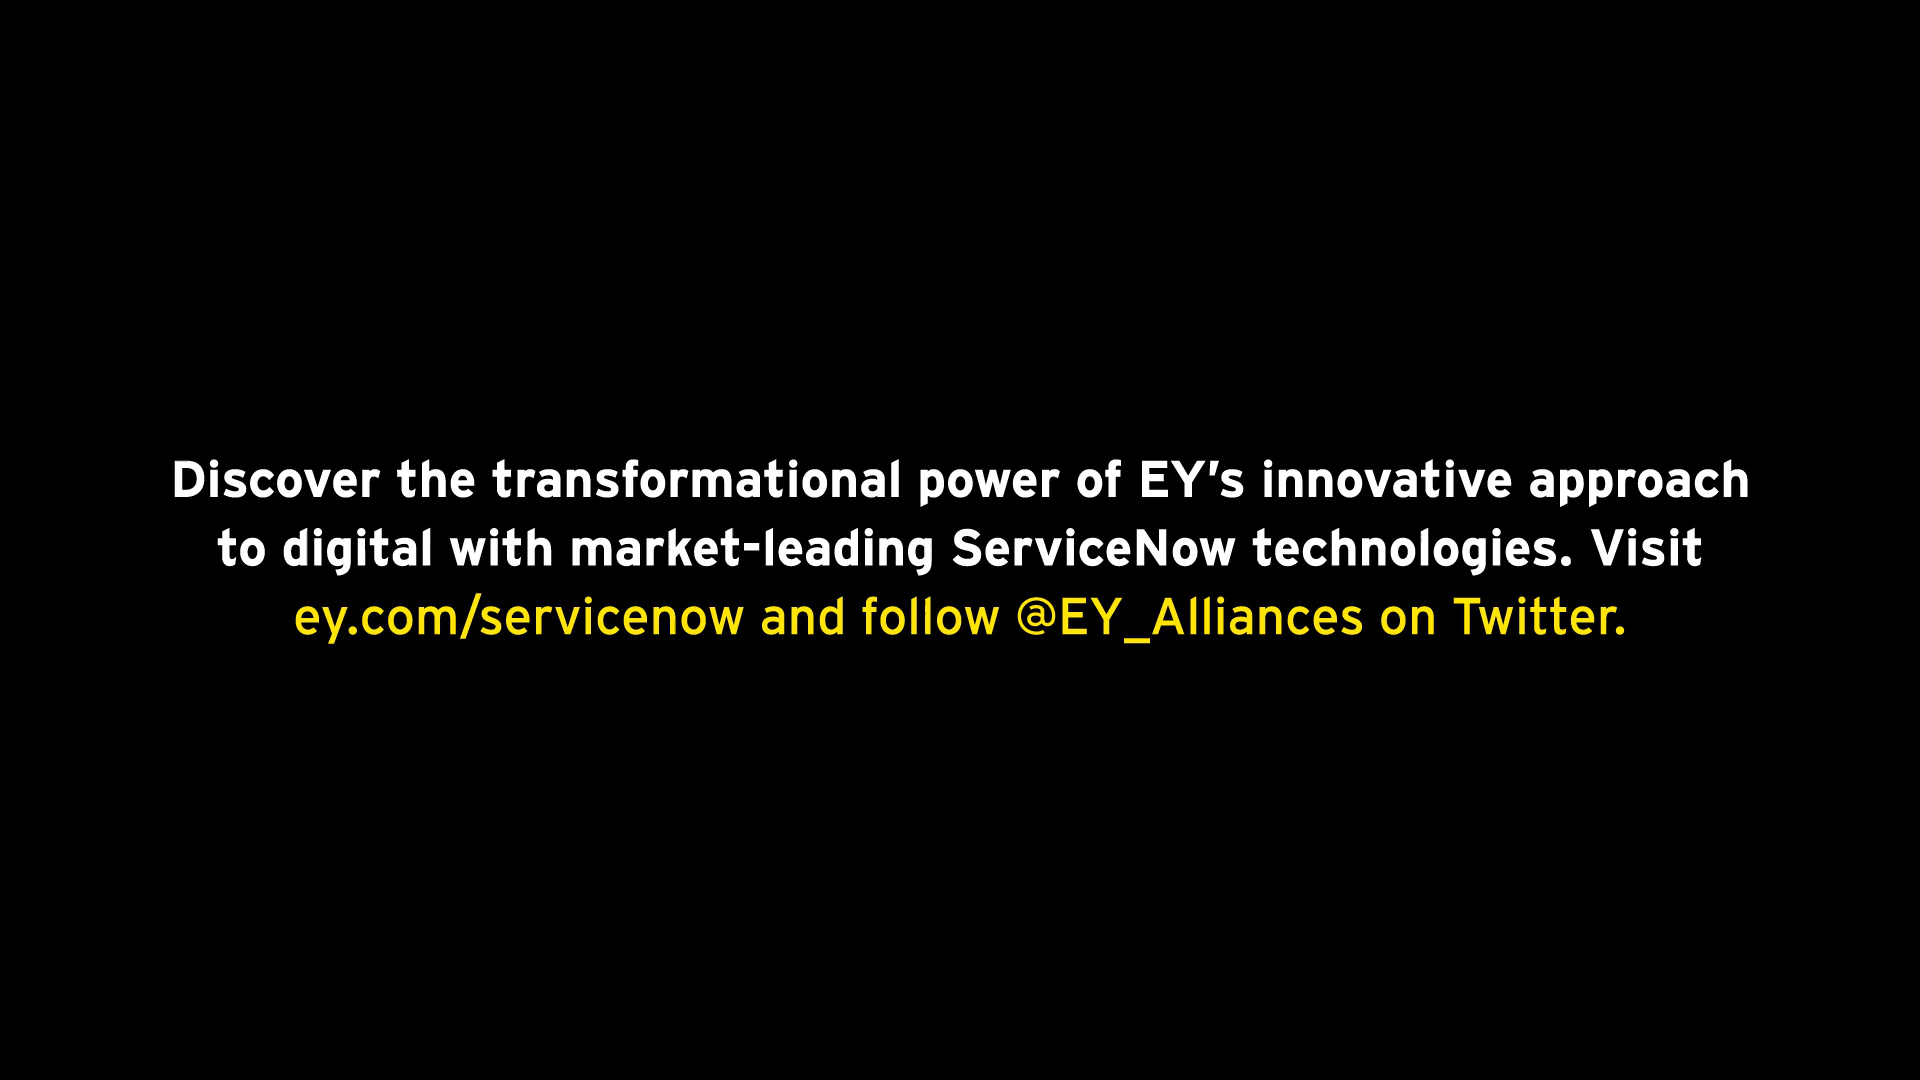 Discover the transformational power of EY’s innovative approach
to digital with market-leading ServiceNow technologies. Visit
ey.com/servicenow and follow @EY_Alliances on Twitter.